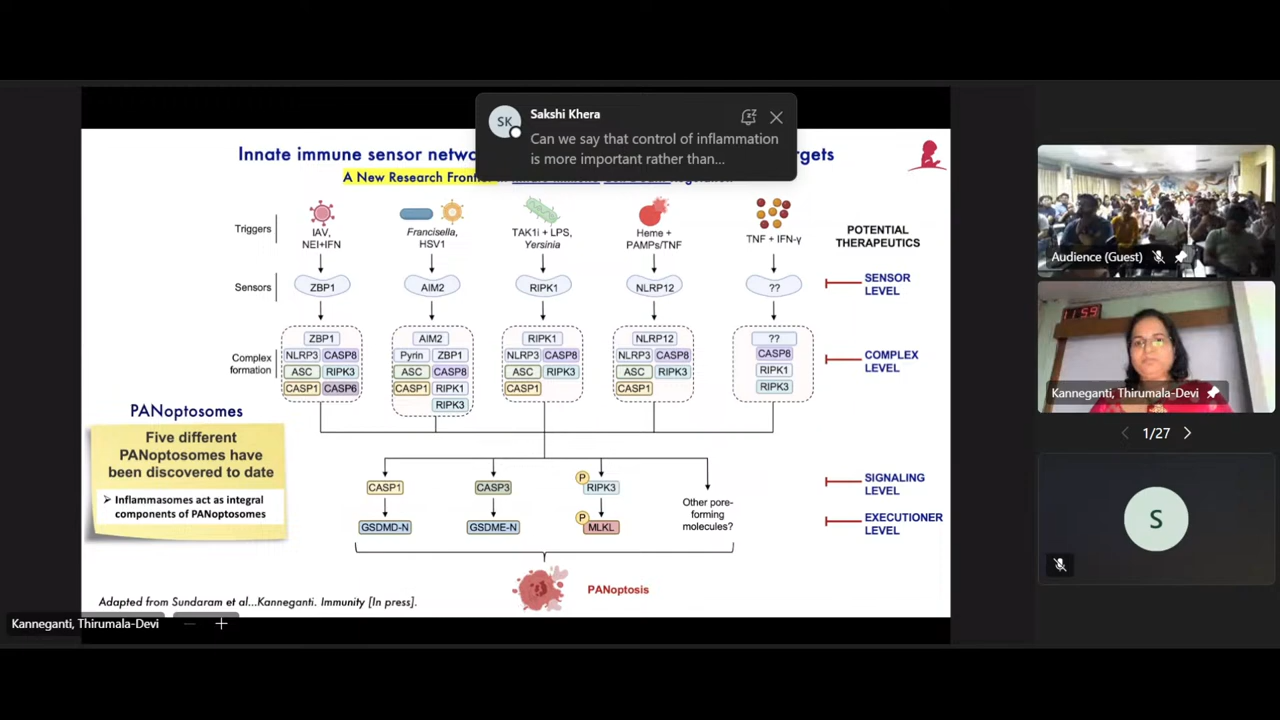 SK
Sakshi Khera
Can we say that control of inflammation
is more important rather than...
Innate immune sensor netw
rgets
A New Research Frontie
Triggers
IAV,
NEI+IFN
Francisella,
HSV1
TAK1i + LPS,
Yersinia
Heme +
PAMPs/TNF
TNF + IFN-γ
POTENTIAL
THERAPEUTICS
Sensors
ZBP1
AIM2
RIPK1
NLRP12
??
SENSOR
LEVEL
Complex
formation
ZBP1
NLRP3 CASP8
ASC RIPK3
CASP1 CASP6
AIM2
Pyrin ZBP1
ASC CASP8
CASP1 RIPK1
RIPK3
RIPK1
NLRP3 CASP8
ASC RIPK3
CASP1
NLRP12
NLRP3 CASP8
ASC RIPK3
CASP1
??
CASP8
RIPK1
RIPK3
COMPLEX
LEVEL
PANoptosomes
Five different
PANoptosomes have
been discovered to date
➢ Inflammasomes act as integral
components of PANoptosomes
CASP1
CASP3
P
RIPK3
Other pore-
forming
molecules?
SIGNALING
LEVEL
GSDMD-N
GSDME-N
P
MLKL
EXECUTIONER
LEVEL
PANoptosis
Adapted from Sundaram et al...Kanneganti. Immunity [In press].
Kanneganti, Thirumala-Devi
Audience (Guest)
11:59
Kanneganti, Thirumala-Devi
1/27
S